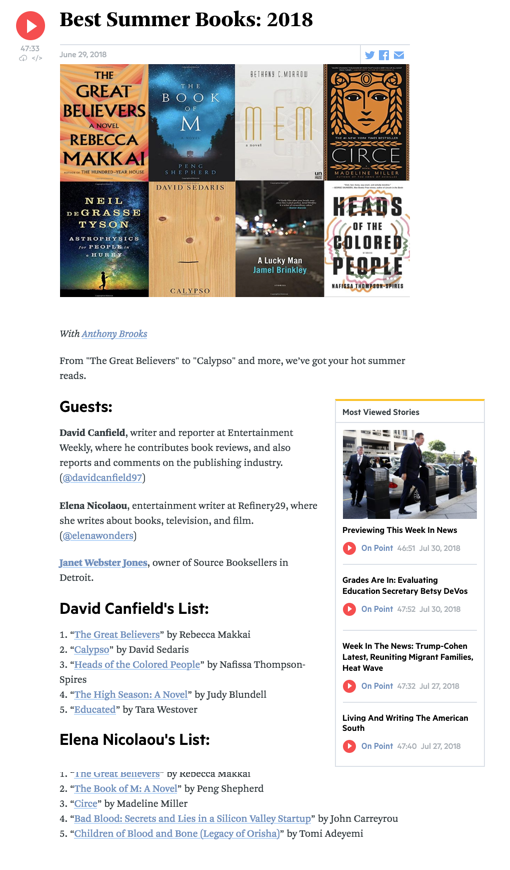 Best Summer Books: 2018
47:33
</>
June 29, 2018
THE
GREAT
BELIEVERS
A NOVEL
REBECCA
MAKKAI
AUTHOR OF THE HUNDRED-YEAR HOUSE
THE
BOOK
OF
M
PENG
SHEPHERD
BETHANY C. MORROW
MEM
a novel
CIRCE
MADELINE MILLER
NEIL
DEGRASSE
TYSON
ASTROPHYSICS
FOR PEOPLE IN
A HURRY
DAVID SEDARIS
CALYPSO
A Lucky Man
Jamel Brinkley
HEADS
OF THE
COLORED
PEOPLE
NAFISSA THOMPSON-SPIRES
With Anthony Brooks
From "The Great Believers" to "Calypso" and more, we've got your hot summer
reads.
Guests:
David Canfield, writer and reporter at Entertainment
Weekly, where he contributes book reviews, and also
reports and comments on the publishing industry.
(@davidcanfield97)
Elena Nicolaou, entertainment writer at Refinery29, where
she writes about books, television, and film.
(@elenawonders)
Janet Webster Jones, owner of Source Booksellers in
Detroit.
David Canfield's List:
1. “The Great Believers” by Rebecca Makkai
2. “Calypso” by David Sedaris
3. “Heads of the Colored People” by Nafissa Thompson-
Spires
4. “The High Season: A Novel” by Judy Blundell
5. “Educated” by Tara Westover
Elena Nicolaou's List:
1. “The Great Believers” by Rebecca Makkai
2. “The Book of M: A Novel” by Peng Shepherd
3. “Circe” by Madeline Miller
4. “Bad Blood: Secrets and Lies in a Silicon Valley Startup” by John Carreyrou
5. “Children of Blood and Bone (Legacy of Orisha)” by Tomi Adeyemi
Most Viewed Stories
Previewing This Week In News
On Point 46:51 Jul 30, 2018
Grades Are In: Evaluating
Education Secretary Betsy DeVos
On Point 47:52 Jul 30, 2018
Week In The News: Trump-Cohen
Latest, Reuniting Migrant Families,
Heat Wave
On Point 47:32 Jul 27, 2018
Living And Writing The American
South
On Point 47:40 Jul 27, 2018